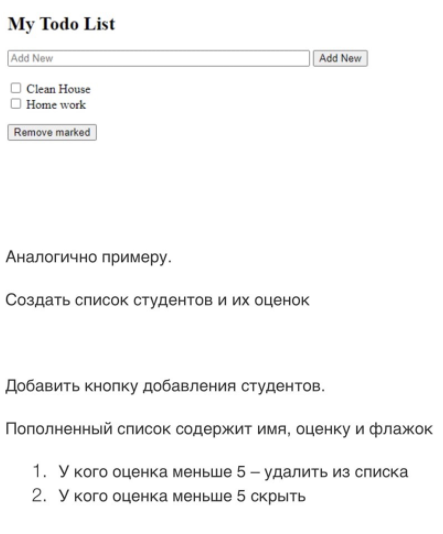 My Todo List
Add New Add New
Clean House
Home work
Remove marked
Аналогично примеру.
Создать список студентов и их оценок
Добавить кнопку добавления студентов.
Пополненный список содержит имя, оценку и флажок
1. У кого оценка меньше 5 – удалить из списка
2. У кого оценка меньше 5 скрыть